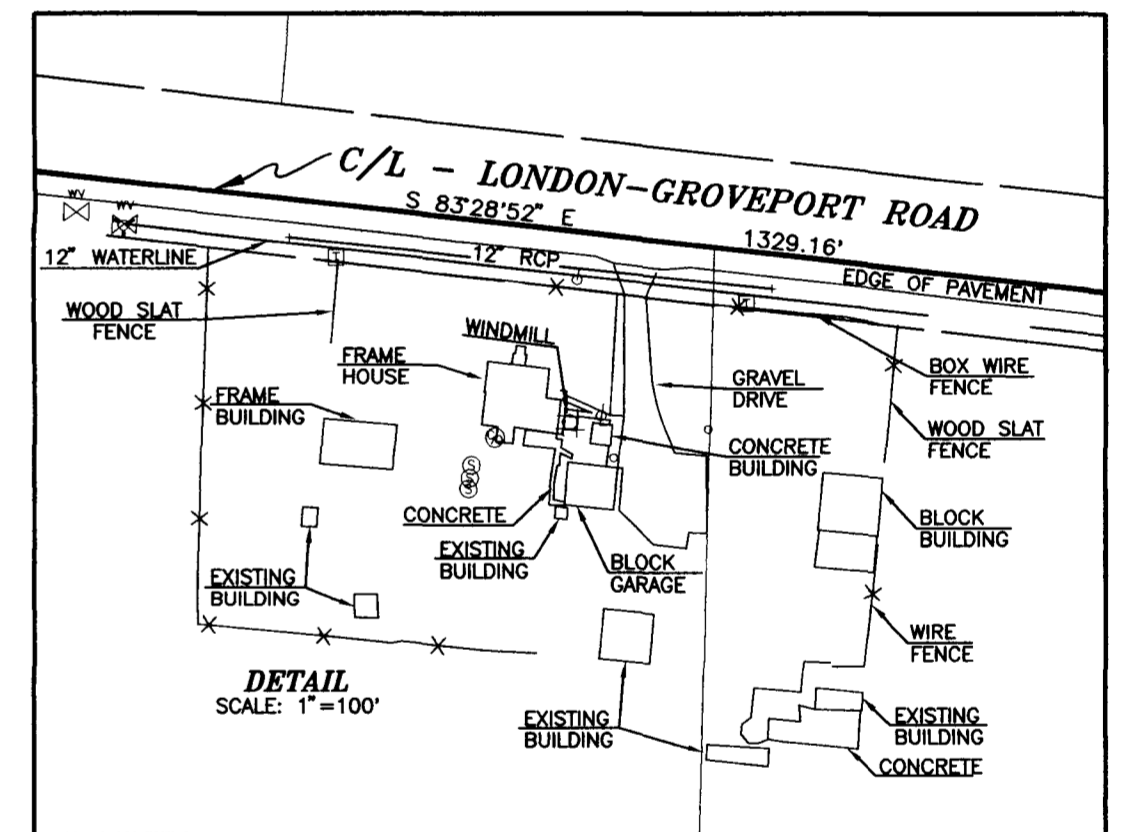 C/L - LONDON-GROVEPORT ROAD
S 83°28'52" E
1329.16'
WV
WV
12" WATERLINE
12" RCP
EDGE OF PAVEMENT
WOOD SLAT
FENCE
WINDMILL
FRAME
HOUSE
GRAVEL
DRIVE
BOX WIRE
FENCE
FRAME
BUILDING
WOOD SLAT
FENCE
CONCRETE
BUILDING
S
S
S
CONCRETE
BLOCK
BUILDING
EXISTING
BUILDING
BLOCK
GARAGE
EXISTING
BUILDING
WIRE
FENCE
DETAIL
SCALE: 1"=100'
EXISTING
BUILDING
EXISTING
BUILDING
CONCRETE